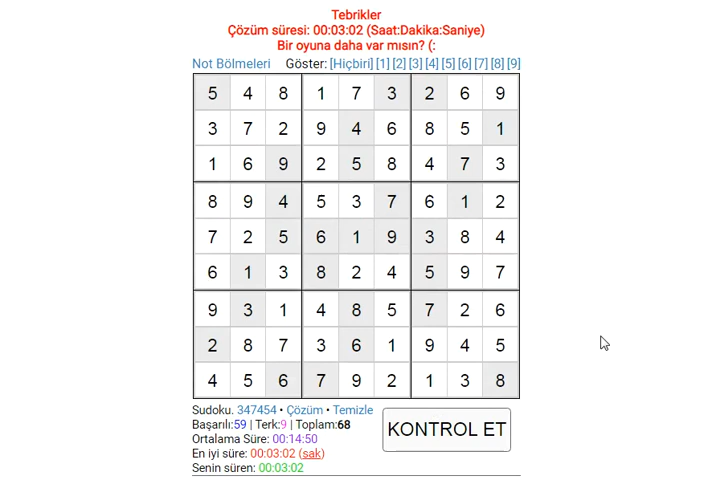 Tebrikler
Çözüm süresi: 00:03:02 (Saat:Dakika:Saniye)
Bir oyuna daha var mısın? (:
Not Bölmeleri Göster: [Hiçbiri] [1] [2] [3] [4] [5] [6] [7] [8] [9]
5 4 8 1 7 3 2 6 9
3 7 2 9 4 6 8 5 1
1 6 9 2 5 8 4 7 3
8 9 4 5 3 7 6 1 2
7 2 5 6 1 9 3 8 4
6 1 3 8 2 4 5 9 7
9 3 1 4 8 5 7 2 6
2 8 7 3 6 1 9 4 5
4 5 6 7 9 2 1 3 8
Sudoku. 347454 • Çözüm • Temizle
Başarılı:59 | Terk:9 | Toplam:68
Ortalama Süre: 00:14:50
En iyi süre: 00:03:02 (sak)
Senin süren: 00:03:02
KONTROL ET